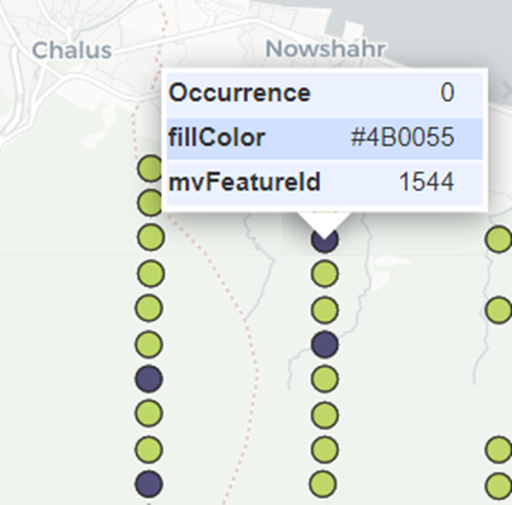 Chalus
Nowshahr
Occurrence 0
fillColor #4B0055
mvFeatureId 1544